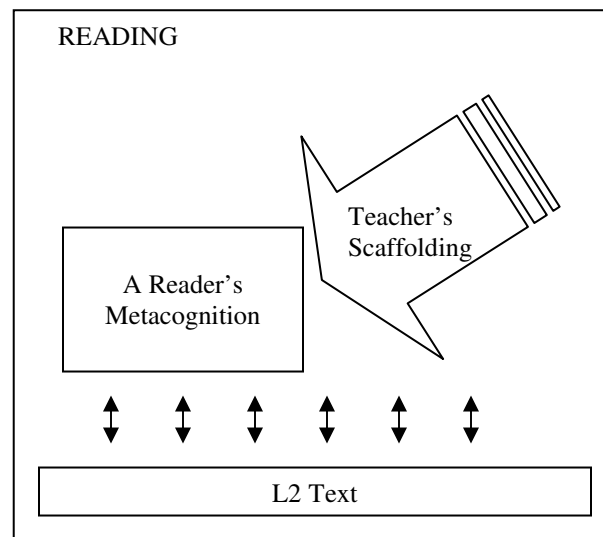 READING
Teacher's
Scaffolding
A Reader's
Metacognition
L2 Text